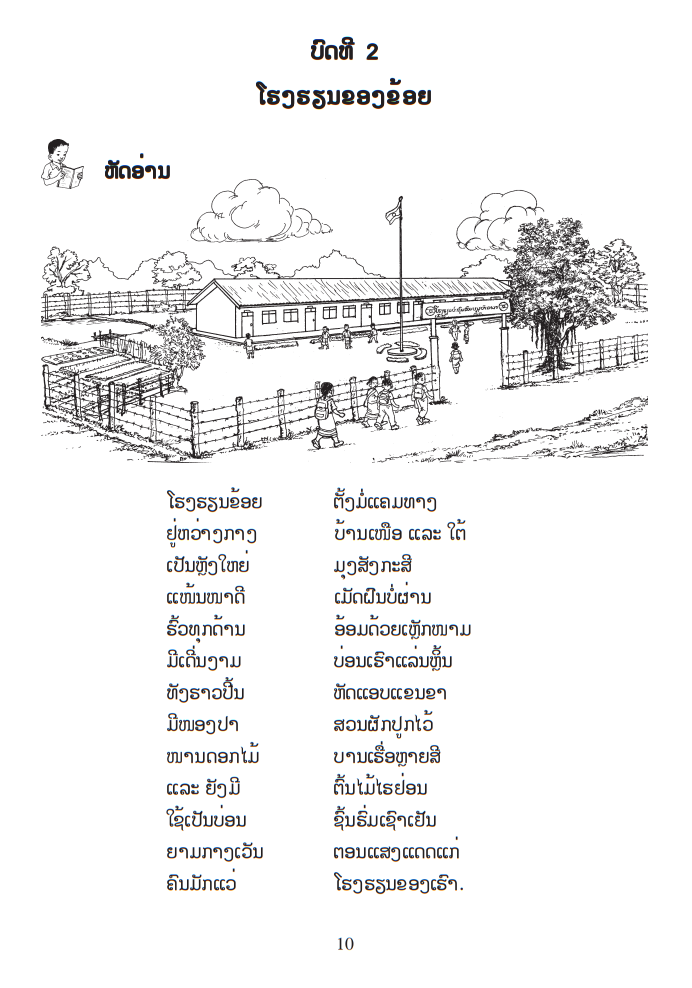 ບົດທີ 2
ໂຮງຮຽນຂອງຂ້ອຍ
ຫັດອ່ານ
ໂຮງຮຽນຂ້ອຍ ຕັ້ງມໍ່ແຄມທາງ
ຢູ່ຫວ່າງກາງ ບ້ານເໜືອ ແລະ ໃຕ້
ເປັນຫຼັງໃຫຍ່ ມຸງສັງກະສີ
ແໜ້ນໜາດີ ເມັດຝົນບໍ່ຜ່ານ
ຮົ້ວທຸກດ້ານ ອ້ອມດ້ວຍເຫຼັກໜາມ
ມີເດີ່ນງາມ ບ່ອນເຮົາແລ່ນຫຼິ້ນ
ທັງຮາວປີ້ນ ຫັດແອບແຂນຂາ
ມີໜອງປາ ສວນຜັກປູກໄວ້
ໜານດອກໄມ້ ບານເຮື່ອຫຼາຍສີ
ແລະ ຍັງມີ ຕົ້ນໄມ້ໄຮຢ່ອນ
ໃຊ້ເປັນບ່ອນ ຊົ້ນຮົ່ມເຊົາເຢັນ
ຍາມກາງເວັນ ຕອນແສງແດດແກ່
ຄົນມັກແວ່ ໂຮງຮຽນຂອງເຮົາ.
10